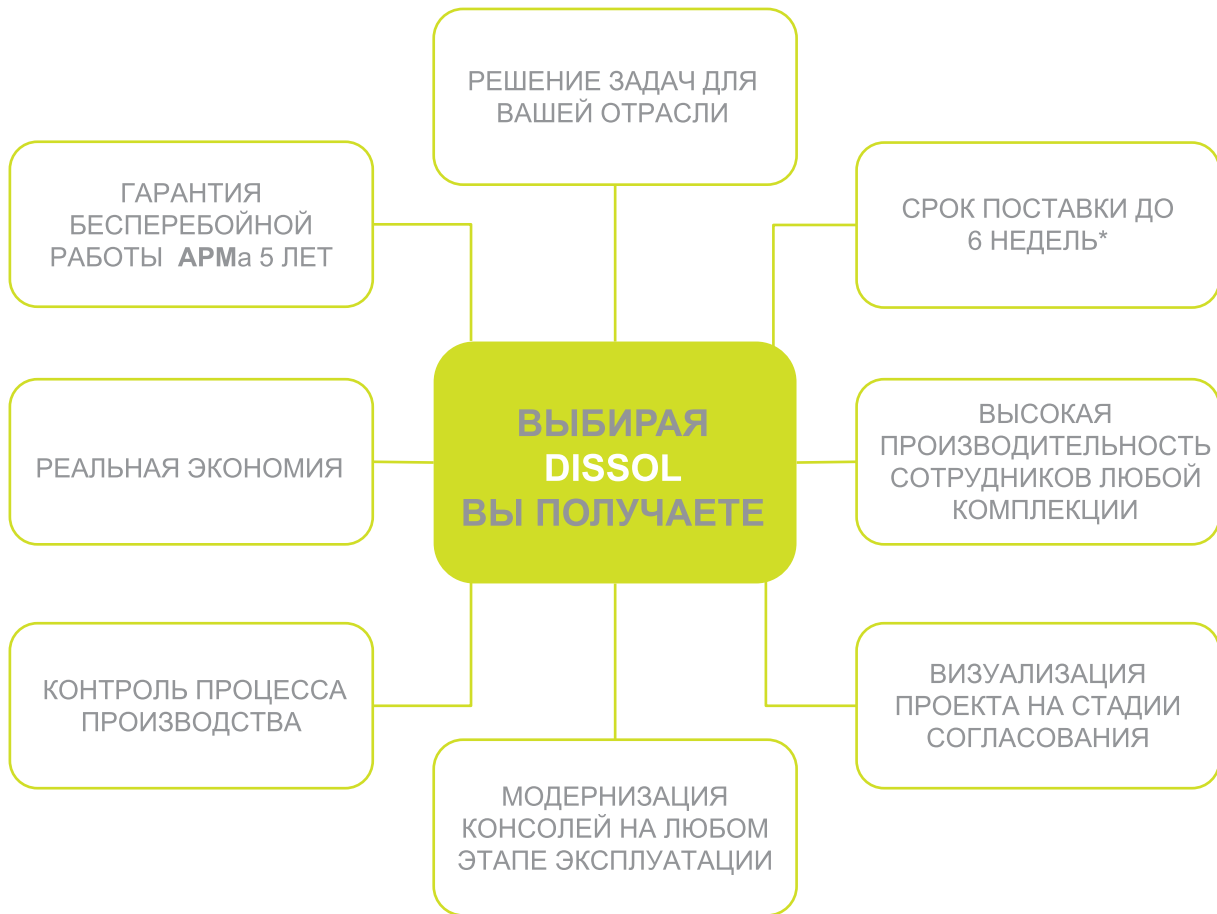 РЕШЕНИЕ ЗАДАЧ ДЛЯ
ВАШЕЙ ОТРАСЛИ
ГАРАНТИЯ
БЕСПЕРЕБОЙНОЙ
РАБОТЫ АРМа 5 ЛЕТ
СРОК ПОСТАВКИ ДО
6 НЕДЕЛЬ*
РЕАЛЬНАЯ ЭКОНОМИЯ
ВЫБИРАЯ
DISSOL
ВЫ ПОЛУЧАЕТЕ
ВЫСОКАЯ
ПРОИЗВОДИТЕЛЬНОСТЬ
СОТРУДНИКОВ ЛЮБОЙ
КОМПЛЕКЦИИ
КОНТРОЛЬ ПРОЦЕССА
ПРОИЗВОДСТВА
ВИЗУАЛИЗАЦИЯ
ПРОЕКТА НА СТАДИИ
СОГЛАСОВАНИЯ
МОДЕРНИЗАЦИЯ
КОНСОЛЕЙ НА ЛЮБОМ
ЭТАПЕ ЭКСПЛУАТАЦИИ